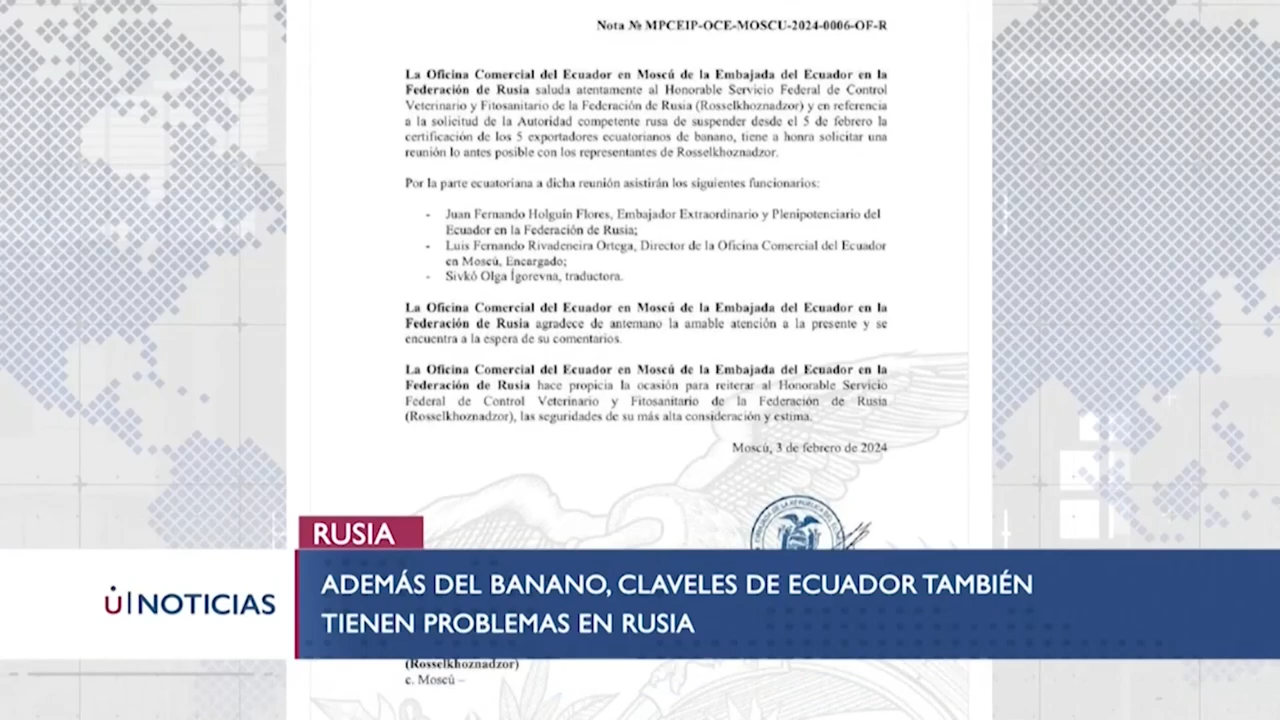 Nota № MPCEIP-OCE-MOSCU-2024-0006-OF-R
La Oficina Comercial del Ecuador en Moscú de la Embajada del Ecuador en la
Federación de Rusia saluda atentamente al Honorable Servicio Federal de Control
Veterinario y Fitosanitario de la Federación de Rusia (Rosselkhoznadzor) y en referencia
a la solicitud de la Autoridad competente rusa de suspender desde el 5 de febrero la
certificación de los 5 exportadores ecuatorianos de banano, tiene a honra solicitar una
reunión lo antes posible con los representantes de Rosselkhoznadzor.
Por la parte ecuatoriana a dicha reunión asistirán los siguientes funcionarios:
- Juan Fernando Holguín Flores, Embajador Extraordinario y Plenipotenciario del
Ecuador en la Federación de Rusia;
- Luis Fernando Rivadeneira Ortega, Director de la Oficina Comercial del Ecuador
en Moscú, Encargado;
- Sivkó Olga Ígorevna, traductora.
La Oficina Comercial del Ecuador en Moscú de la Embajada del Ecuador en la
Federación de Rusia agradece de antemano la amable atención a la presente y se
encuentra a la espera de su comentarios.
La Oficina Comercial del Ecuador en Moscú de la Embajada del Ecuador en la
Federación de Rusia hace propicia la ocasión para reiterar al Honorable Servicio
Federal de Control Veterinario y Fitosanitario de la Federación de Rusia
(Rosselkhoznadzor), las seguridades de su más alta consideración y estima.
Moscú, 3 de febrero de 2024
RUSIA
ADEMÁS DEL BANANO, CLAVELES DE ECUADOR TAMBIÉN
TIENEN PROBLEMAS EN RUSIA
U|NOTICIAS
(Rosselkhoznadzor)
c. Moscú –